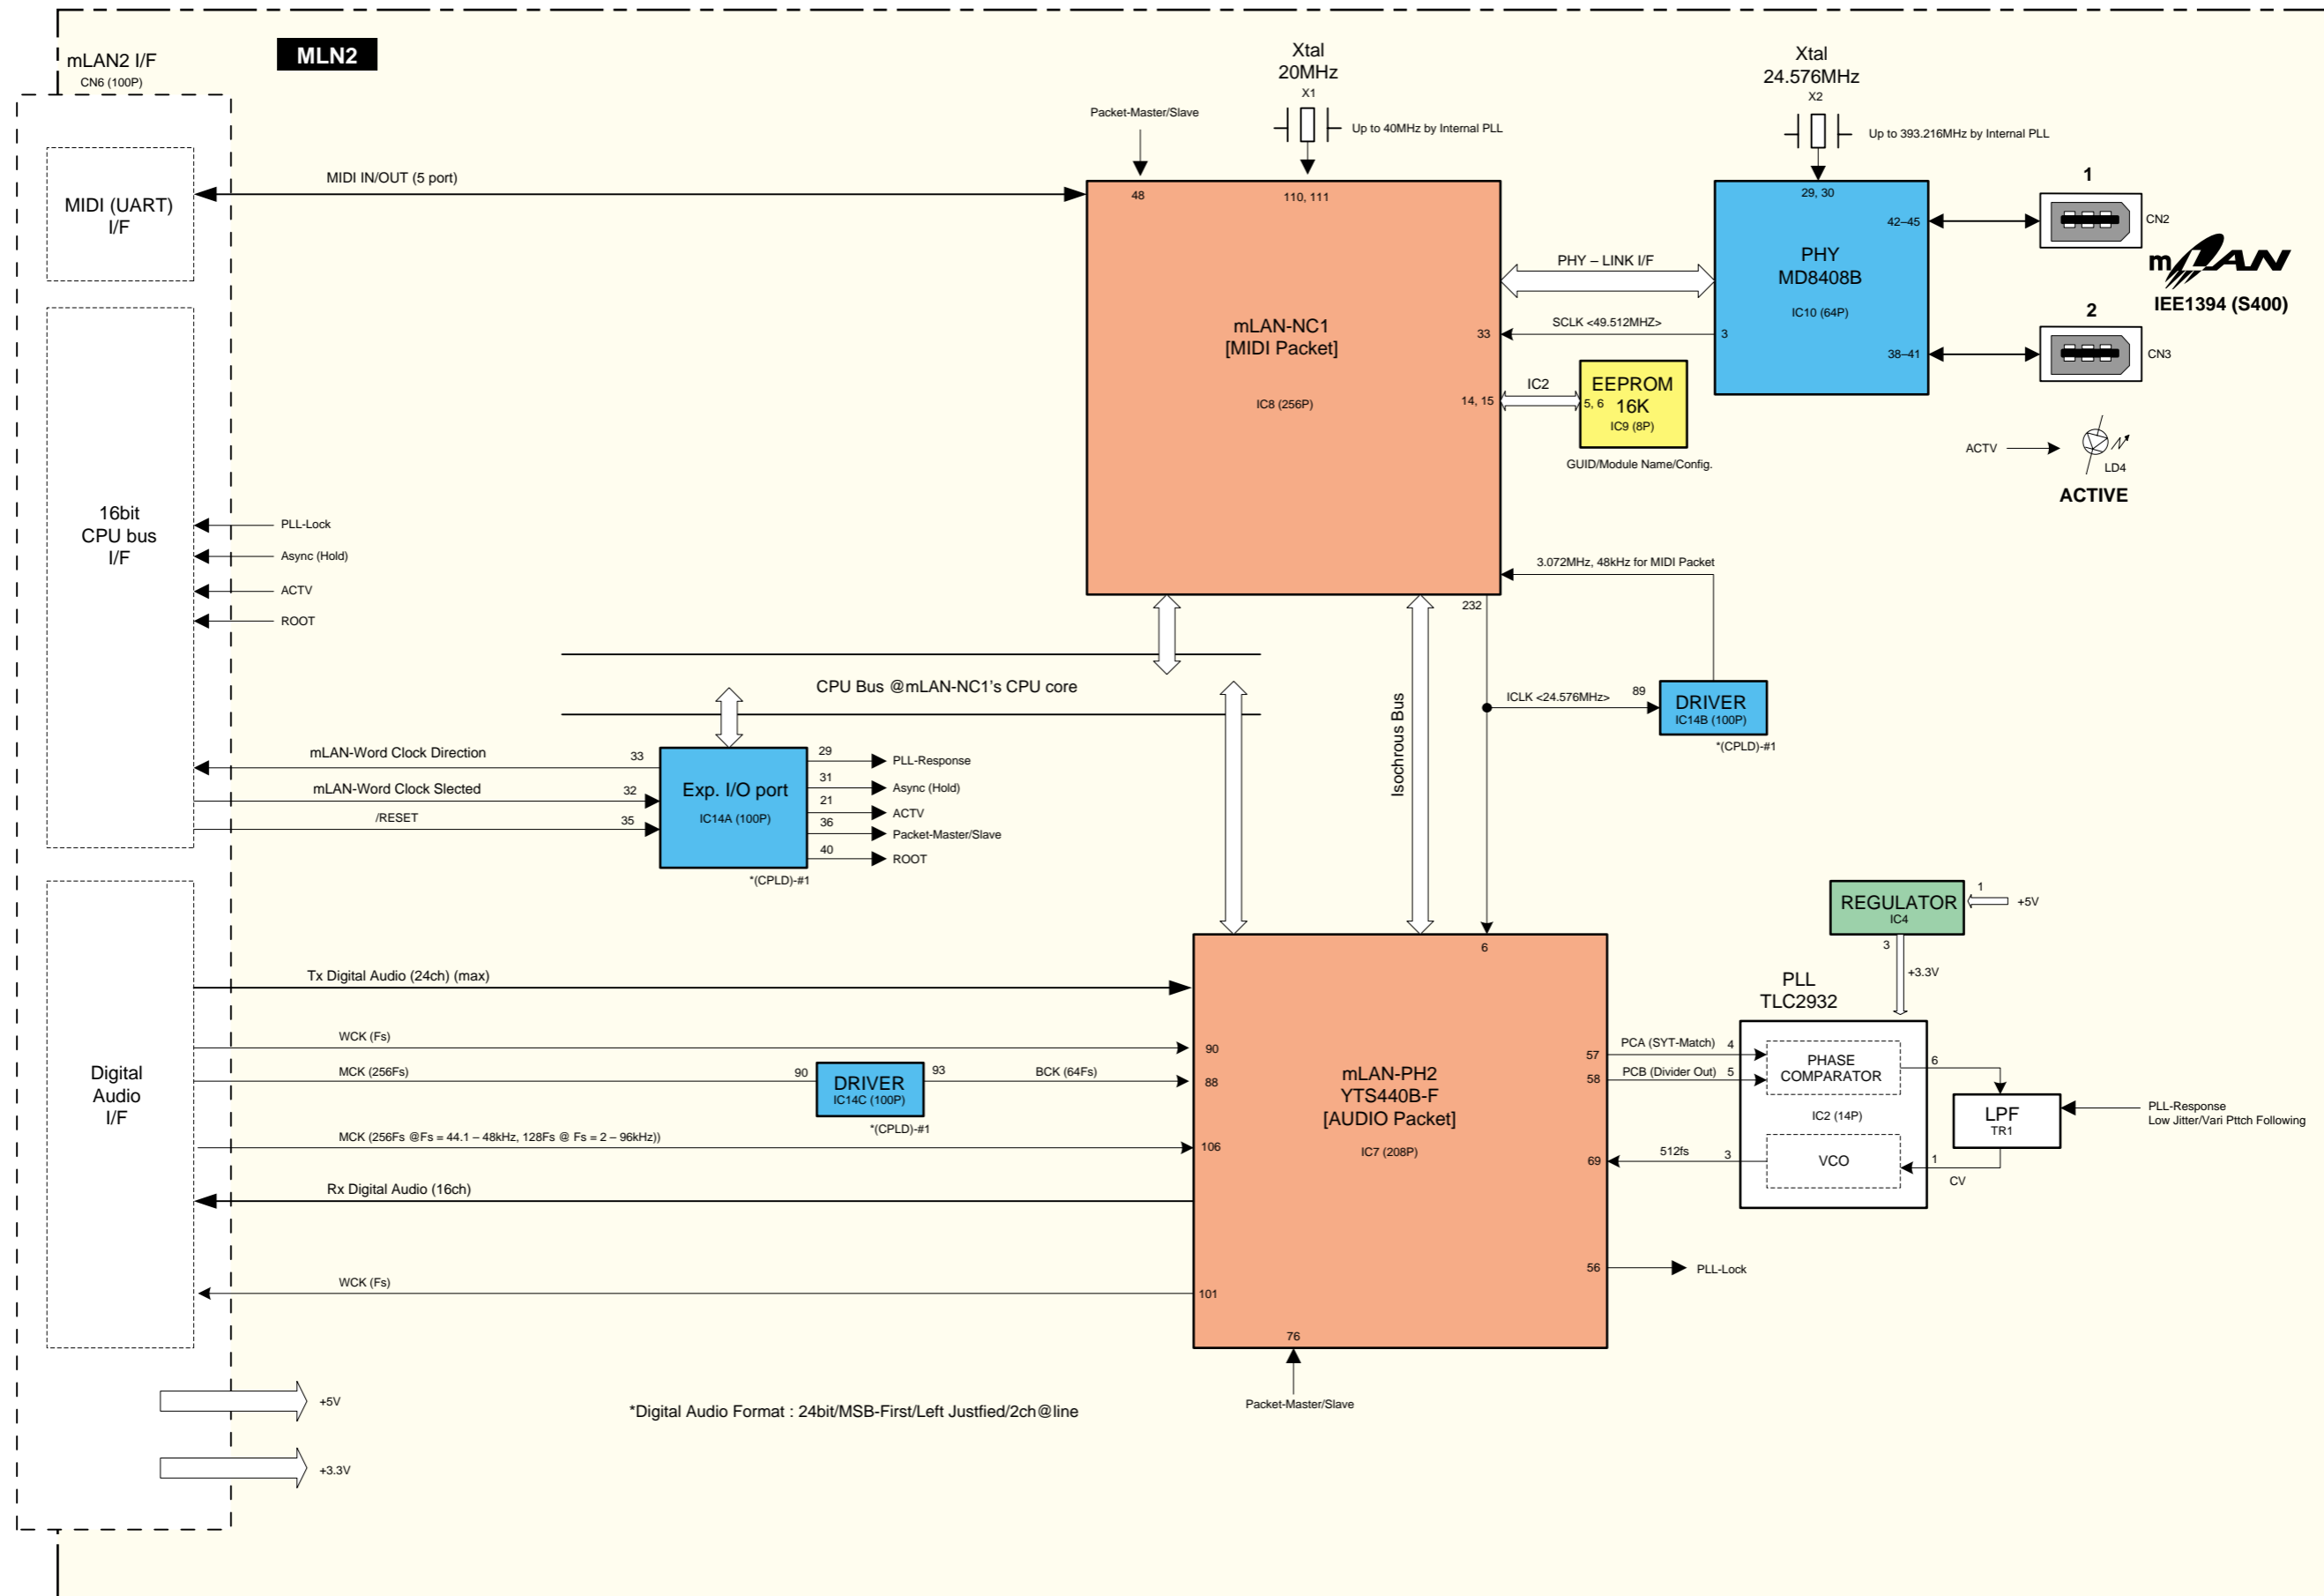 MLN2
mLAN2 I/F
CN6 (100P)
MIDI (UART)
I/F
16bit
CPU bus
I/F
Digital
Audio
I/F
MIDI IN/OUT (5 port)
PLL-Lock
Async (Hold)
ACTV
ROOT
mLAN-Word Clock Direction
mLAN-Word Clock Slected
/RESET
33
32
35
Exp. I/O port
IC14A (100P)
*(CPLD)-#1
29
PLL-Response
31
Async (Hold)
21
ACTV
36
Packet-Master/Slave
40
ROOT
CPU Bus @mLAN-NC1's CPU core
Packet-Master/Slave
48
Xtal
20MHz
X1
Up to 40MHz by Internal PLL
110, 111
mLAN-NC1
[MIDI Packet]
IC8 (256P)
33
14, 15
232
PHY – LINK I/F
SCLK <49.512MHZ>
3
IC2
5, 6
EEPROM
16K
IC9 (8P)
GUID/Module Name/Config.
Xtal
24.576MHz
X2
Up to 393.216MHz by Internal PLL
29, 30
42–45
PHY
MD8408B
IC10 (64P)
38–41
1
CN2
mLAN
IEE1394 (S400)
2
CN3
ACTV
LD4
ACTIVE
3.072MHz, 48kHz for MIDI Packet
ICLK <24.576MHz>
89
DRIVER
IC14B (100P)
*(CPLD)-#1
Isochrous Bus
Tx Digital Audio (24ch) (max)
WCK (Fs)
MCK (256Fs)
90
DRIVER
IC14C (100P)
*(CPLD)-#1
93
BCK (64Fs)
MCK (256Fs @Fs = 44.1 – 48kHz, 128Fs @ Fs = 2 – 96kHz))
Rx Digital Audio (16ch)
WCK (Fs)
6
90
88
106
101
76
mLAN-PH2
YTS440B-F
[AUDIO Packet]
IC7 (208P)
57
58
69
56
Packet-Master/Slave
PLL-Lock
PCA (SYT-Match)
4
PCB (Divider Out)
5
512fs
3
REGULATOR
IC4
1
+5V
3
+3.3V
PLL
TLC2932
PHASE
COMPARATOR
IC2 (14P)
VCO
6
LPF
TR1
1
CV
PLL-Response
Low Jitter/Vari Pttch Following
+5V
+3.3V
*Digital Audio Format : 24bit/MSB-First/Left Justfied/2ch@line